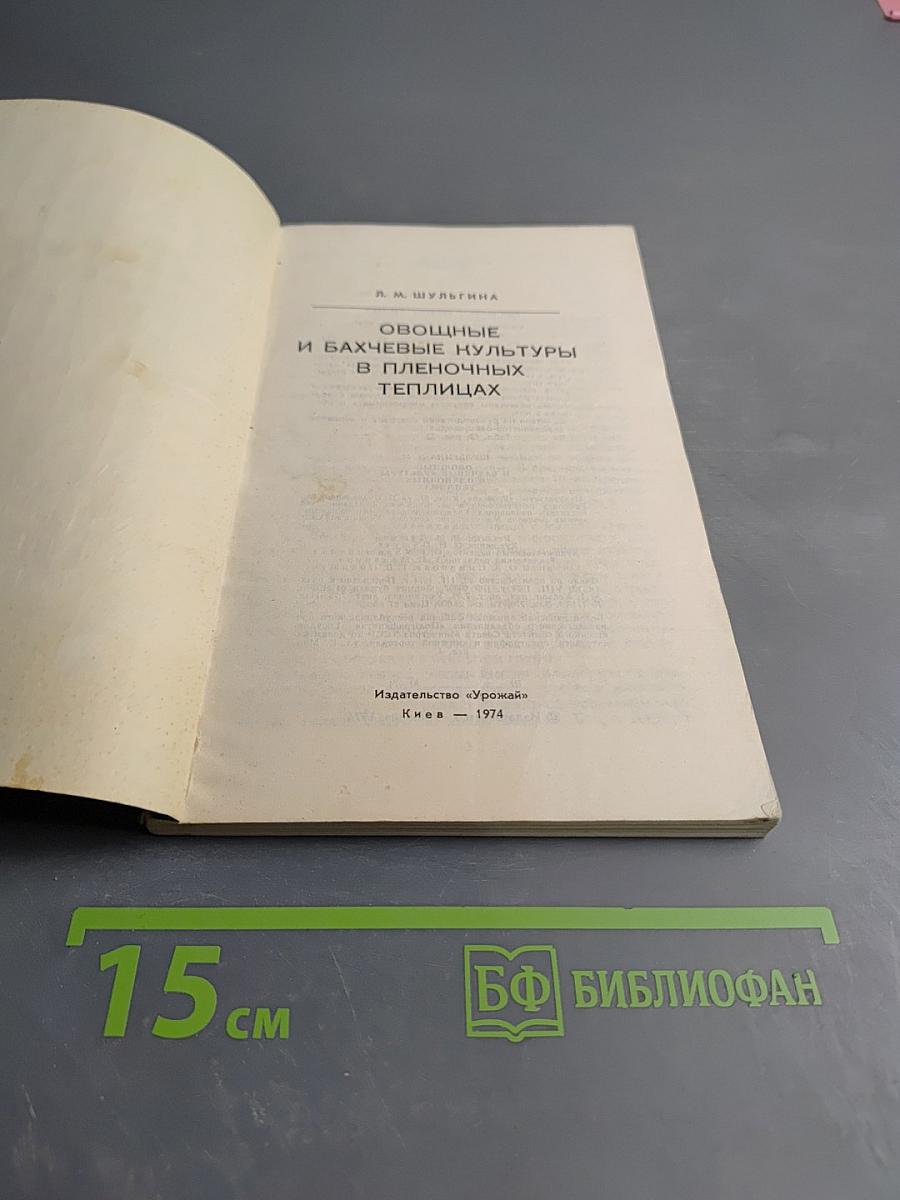 Л. М. ШУЛЬГИНА
ОВОЩНЫЕ
И БАХЧЕВЫЕ КУЛЬТУРЫ
В ПЛЕНОЧНЫХ
ТЕПЛИЦАХ
Издательство «Урожай»
Киев — 1974
15 см
БФ БИБЛИОФАН